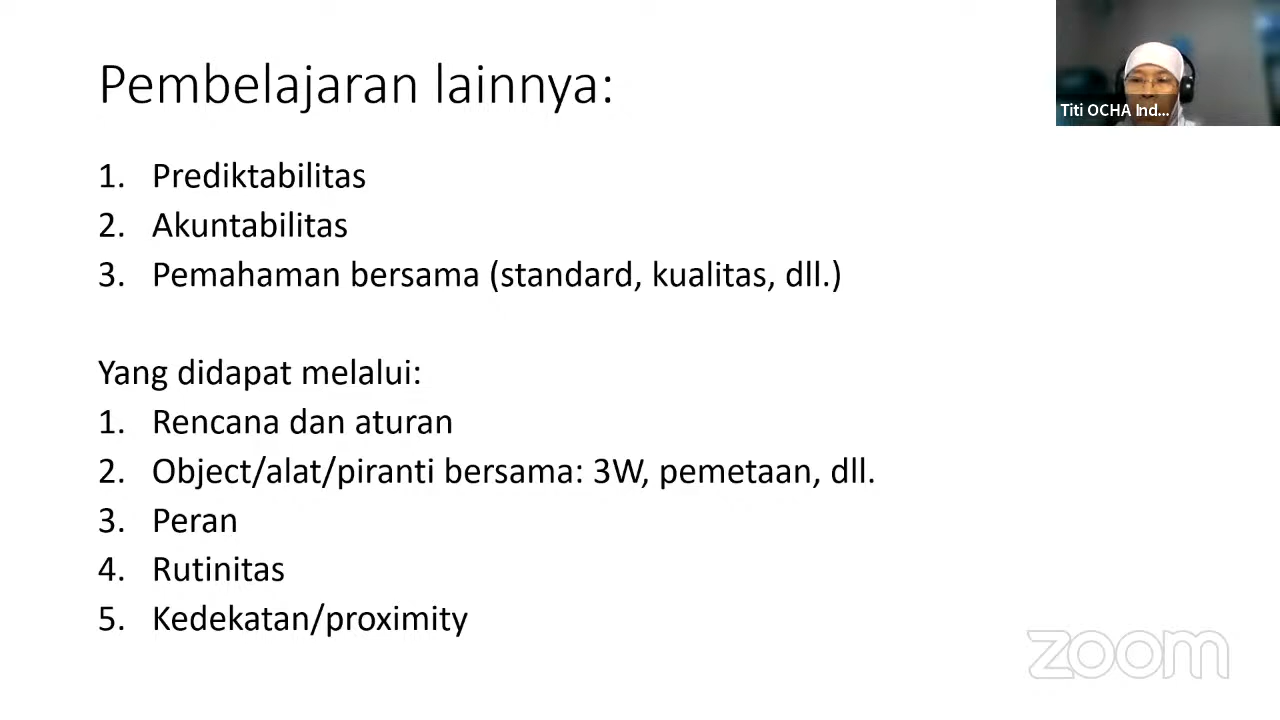 Pembelajaran lainnya:
Titi OCHA Ind...
1. Prediktabilitas
2. Akuntabilitas
3. Pemahaman bersama (standard, kualitas, dll.)
Yang didapat melalui:
1. Rencana dan aturan
2. Object/alat/piranti bersama: 3W, pemetaan, dll.
3. Peran
4. Rutinitas
5. Kedekatan/proximity
zoom